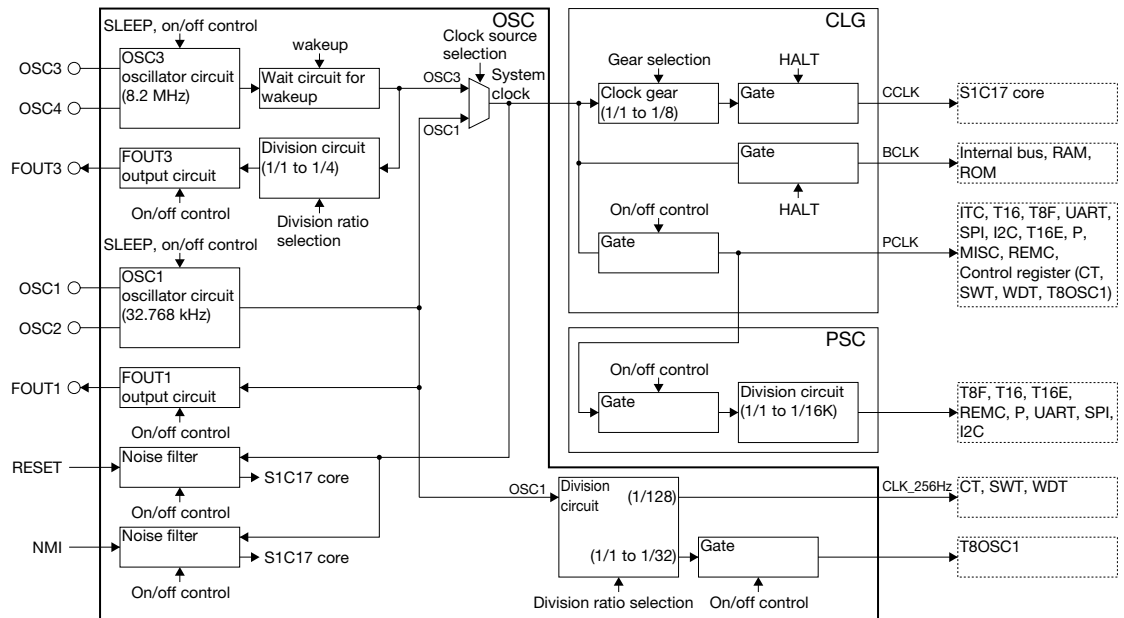 OSC
CLG
SLEEP, on/off control
OSC3
OSC4
OSC3
oscillator circuit
(8.2 MHz)
wakeup
Wait circuit for
wakeup
Clock source
selection
OSC3
OSC1
System
clock
Gear selection
Clock gear
(1/1 to 1/8)
HALT
Gate
CCLK
S1C17 core
FOUT3
FOUT3
output circuit
On/off control
Division circuit
(1/1 to 1/4)
Division ratio
selection
Gate
HALT
BCLK
Internal bus, RAM,
ROM
On/off control
Gate
PCLK
ITC, T16, T8F, UART,
SPI, I2C, T16E, P,
MISC, REMC,
Control register (CT,
SWT, WDT, T8OSC1)
SLEEP, on/off control
OSC1
OSC2
OSC1
oscillator circuit
(32.768 kHz)
PSC
FOUT1
FOUT1
output circuit
On/off control
On/off control
Gate
Division circuit
(1/1 to 1/16K)
T8F, T16, T16E,
REMC, P, UART, SPI,
I2C
RESET
Noise filter
S1C17 core
On/off control
OSC1
Division
circuit
(1/128)
(1/1 to 1/32)
CLK_256Hz
CT, SWT, WDT
NMI
Noise filter
S1C17 core
On/off control
Gate
T8OSC1
Division ratio selection
On/off control